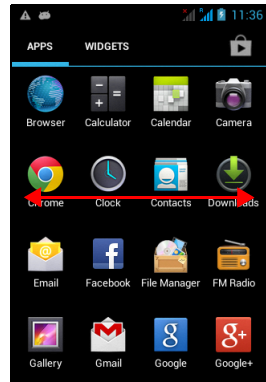 11:36
APPS WIDGETS
Browser Calculator Calendar Camera
Chrome Clock Contacts Downloads
Email Facebook File Manager FM Radio
Gallery Gmail Google Google+